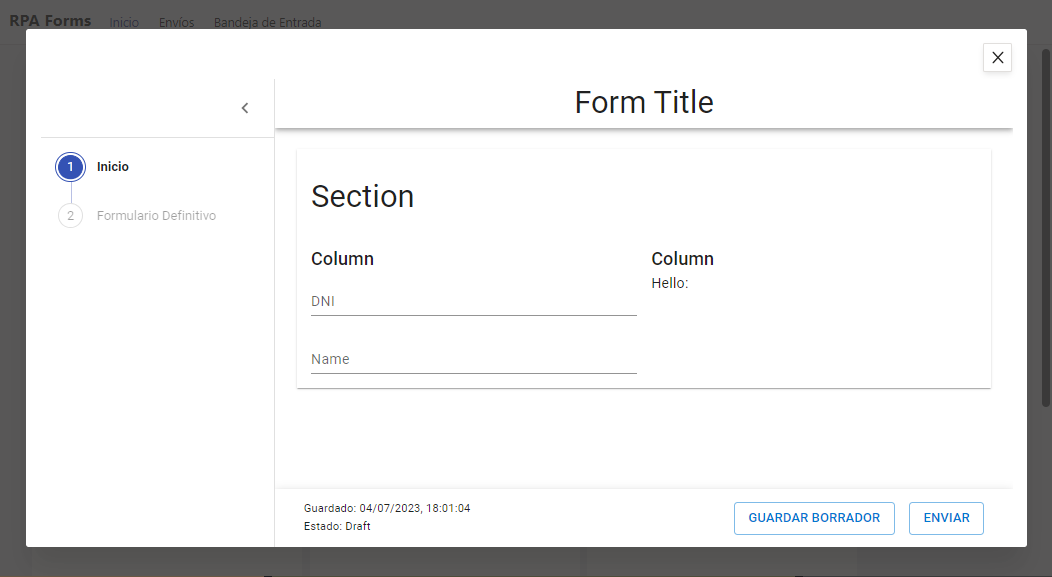 RPA Forms Inicio Envíos Bandeja de Entrada
Form Title
1 Inicio
2 Formulario Definitivo
Section
Column
DNI
Name
Column
Hello:
Guardado: 04/07/2023, 18:01:04
Estado: Draft
GUARDAR BORRADOR
ENVIAR